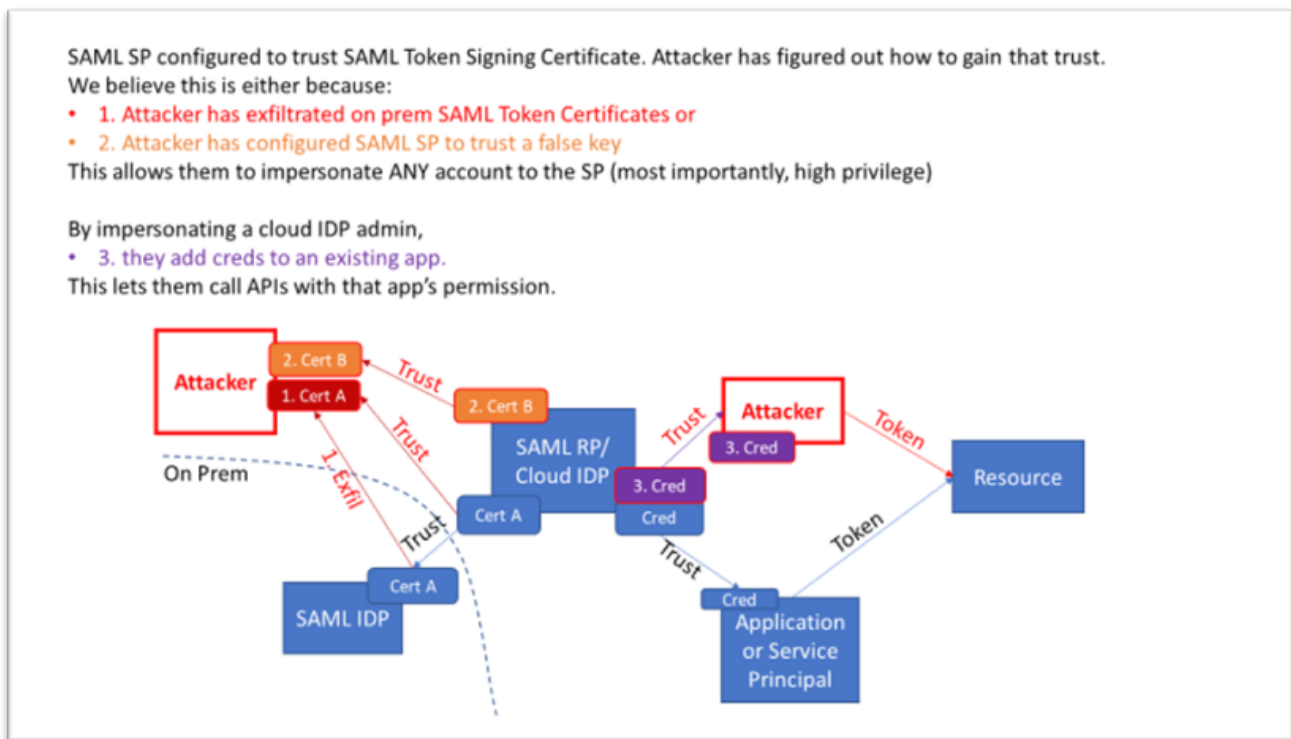 SAML SP configured to trust SAML Token Signing Certificate. Attacker has figured out how to gain that trust.
We believe this is either because:
• 1. Attacker has exfiltrated on prem SAML Token Certificates or
• 2. Attacker has configured SAML SP to trust a false key
This allows them to impersonate ANY account to the SP (most importantly, high privilege)
By impersonating a cloud IDP admin,
• 3. they add creds to an existing app.
This lets them call APIs with that app's permission.
2. Cert B
Attacker
1. Cert A
Trust
2. Cert B
Trust
SAML RP/
Cloud IDP
Trust
Attacker
3. Cred
Token
Resource
On Prem
1. Exfil
3. Cred
Cert A
Cred
Trust
Trust
Token
Cert A
SAML IDP
Cred
Application
or Service
Principal